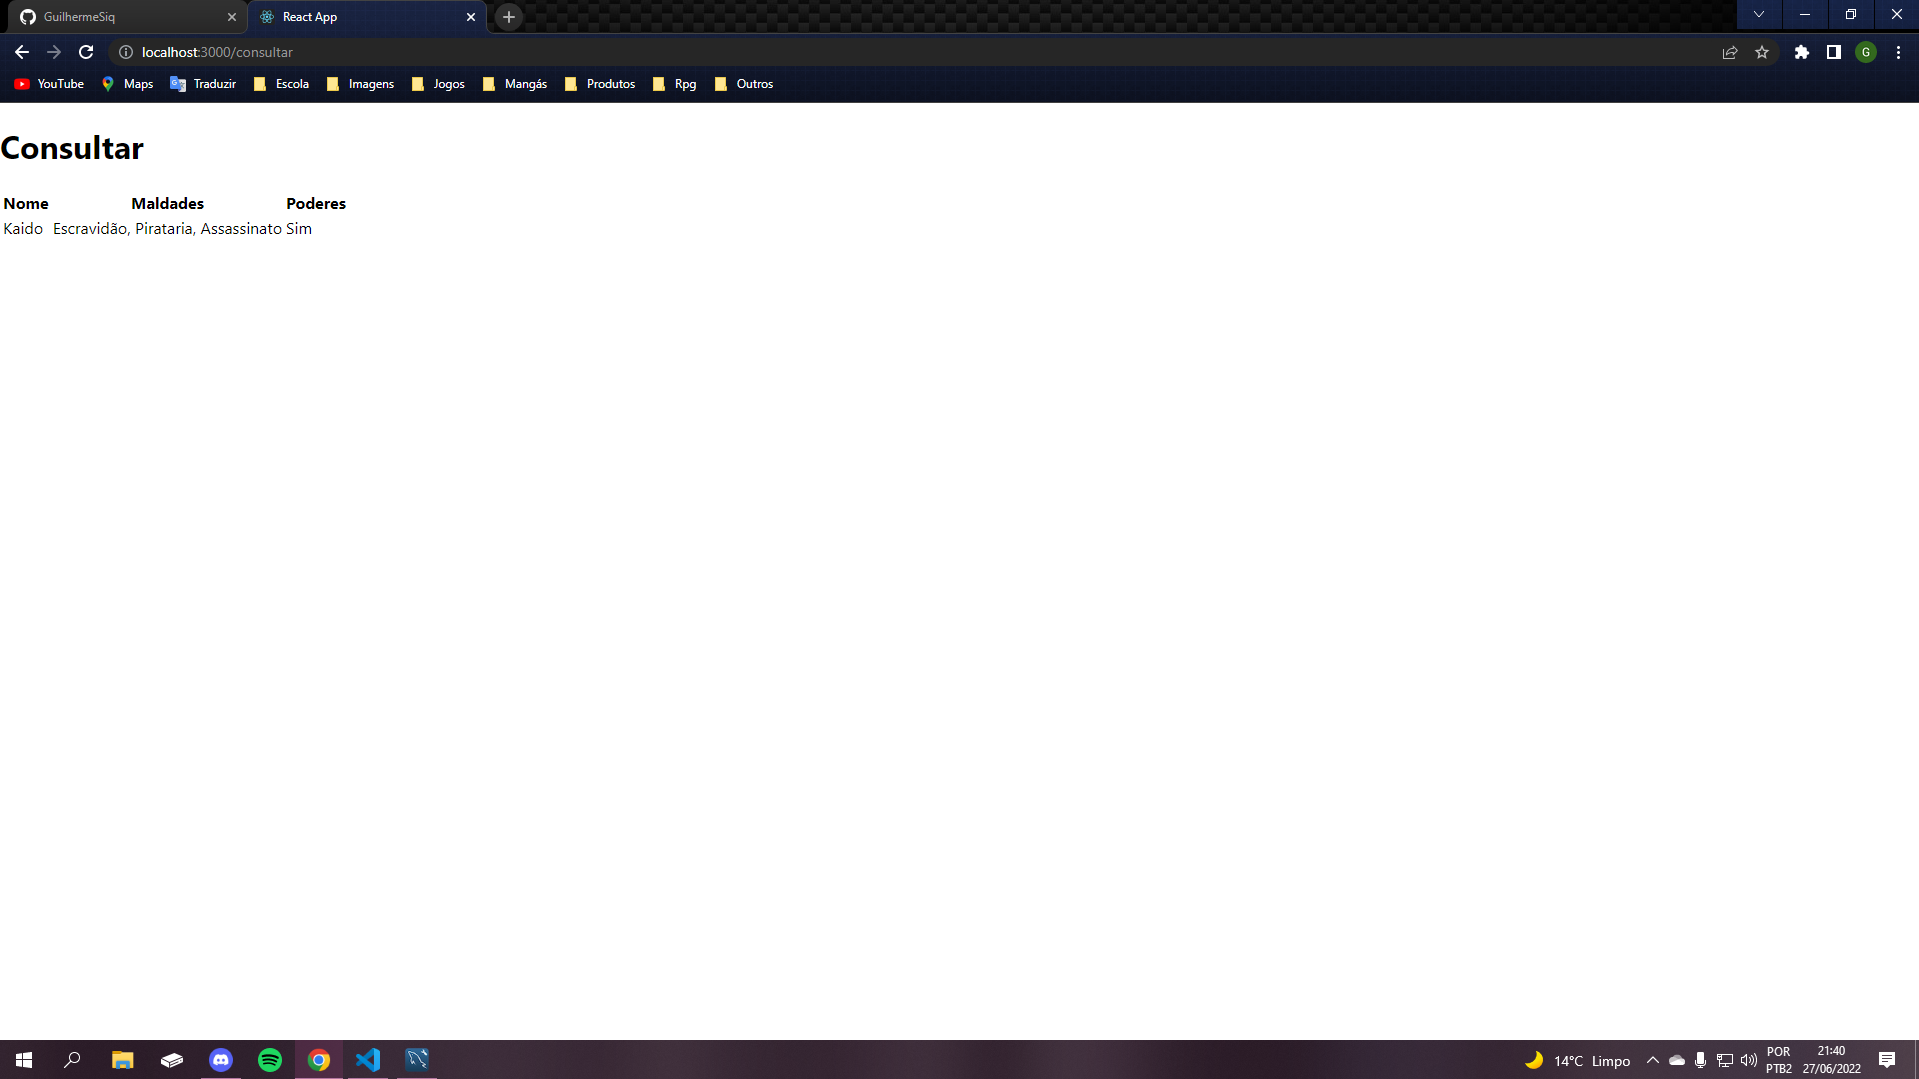 GuilhermeSiq
React App
localhost:3000/consultar
G
YouTube Maps Traduzir Escola Imagens Jogos Mangás Produtos Rpg Outros
Consultar
Nome Maldades Poderes
Kaido Escravidão, Pirataria, Assassinato Sim
14°C Limpo
POR
PTB2
21:40
27/06/2022